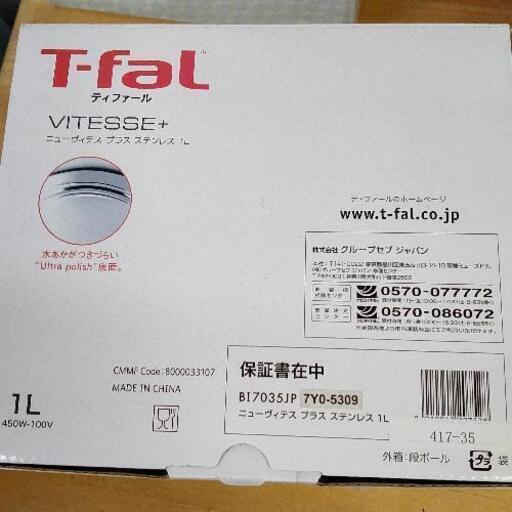 T-fal
ティファール
VITESSE+
ニューヴィテス プラス ステンレス 1L
水あかがつきづらい
"Ultra polish"底面。
ティファールのホームページ
www.t-fal.co.jp
株式会社 グループセブ ジャパン
0570-077772
0570-086072
CMMF Code : 8000033107
MADE IN CHINA
1L
450W-100V
保証書在中
BI7035JP 7Y0-5309
ニューヴィテス プラス ステンレス 1L
417-35
外箱:段ボール
プラ
袋